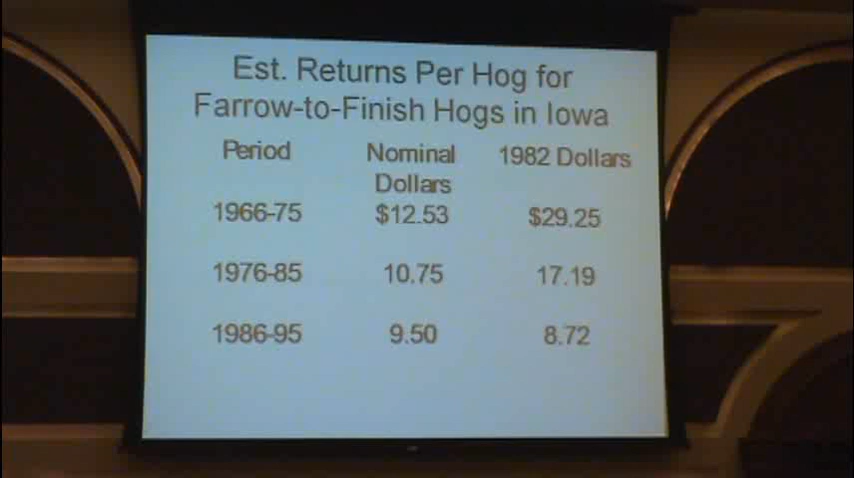 Est. Returns Per Hog for
Farrow-to-Finish Hogs in Iowa
Period Nominal Dollars 1982 Dollars
1966-75 $12.53 $29.25
1976-85 10.75 17.19
1986-95 9.50 8.72